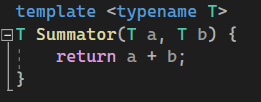 template <typename T>
T Summator(T a, T b) {
    return a + b;
}